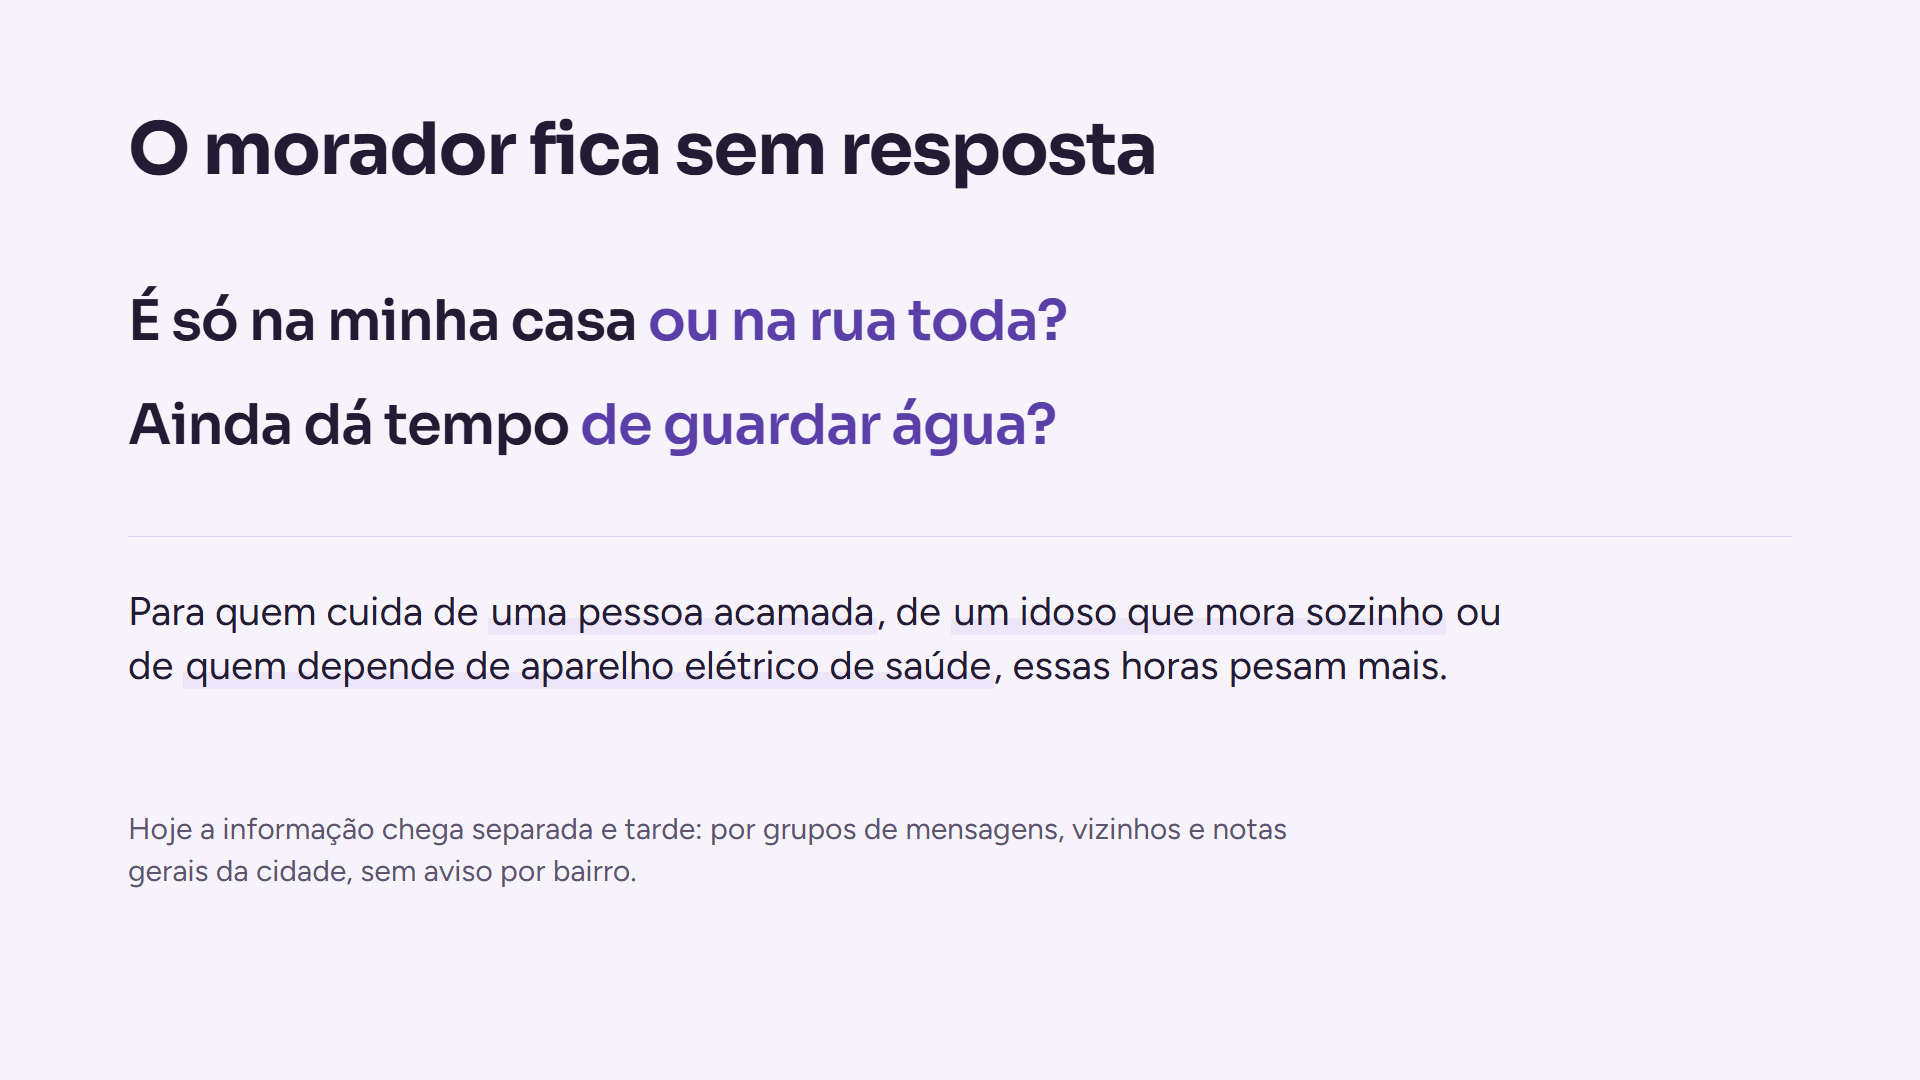 O morador fica sem resposta
É só na minha casa ou na rua toda?
Ainda dá tempo de guardar água?
Para quem cuida de uma pessoa acamada, de um idoso que mora sozinho ou
de quem depende de aparelho elétrico de saúde, essas horas pesam mais.
Hoje a informação chega separada e tarde: por grupos de mensagens, vizinhos e notas
gerais da cidade, sem aviso por bairro.